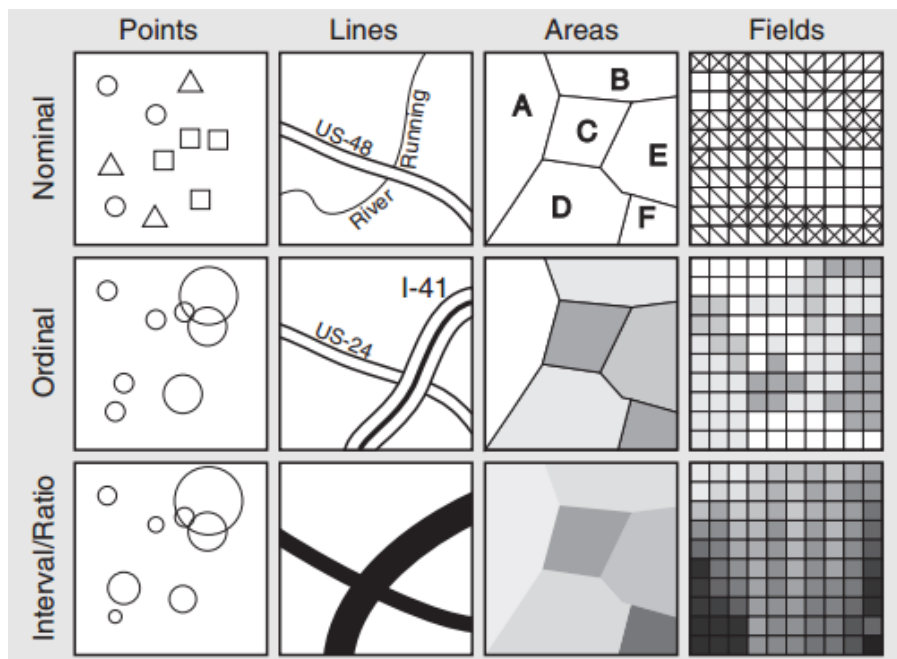 Points Lines Areas Fields
Nominal
US-48
Running
River
A
B
C
E
D
F
Ordinal
I-41
US-24
Interval/Ratio